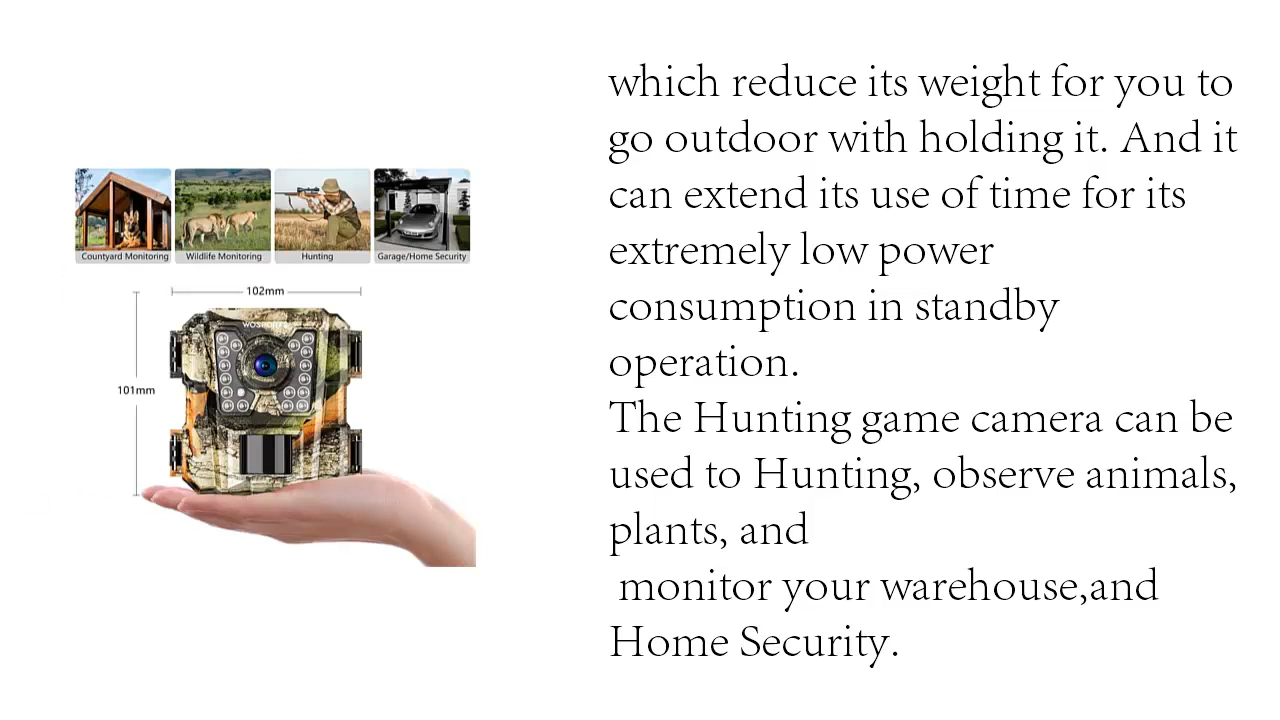 Countyard Monitoring
Wildlife Monitoring
Hunting
Garage/Home Security
102mm
101mm
which reduce its weight for you to
go outdoor with holding it. And it
can extend its use of time for its
extremely low power
consumption in standby
operation.
The Hunting game camera can be
used to Hunting, observe animals,
plants, and
monitor your warehouse,and
Home Security.